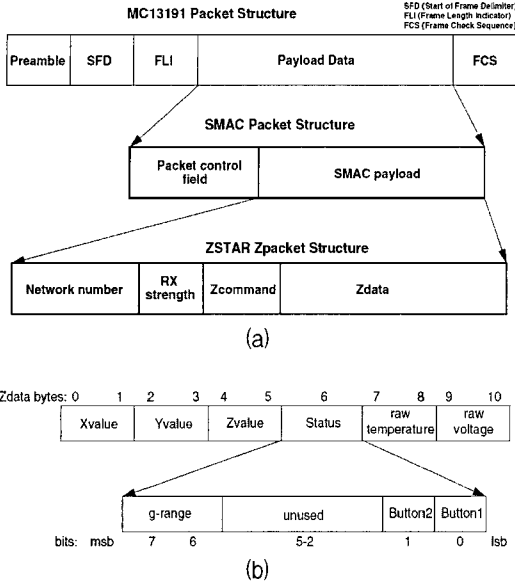 MC13191 Packet Structure
SFD (Start of Frame Delimiter)
FLI (Frame Length Indicator)
FCS (Frame Check Sequence)
Preamble SFD FLI Payload Data FCS
SMAC Packet Structure
Packet control
field
SMAC payload
ZSTAR Zpacket Structure
Network number
RX
strength
Zcommand
Zdata
(a)
Zdata bytes: 0 1 2 3 4 5 6 7 8 9 10
Xvalue Yvalue Zvalue Status
raw
temperature
raw
voltage
g-range unused Button2 Button1
bits: msb 7 6 5-2 1 0 lsb
(b)